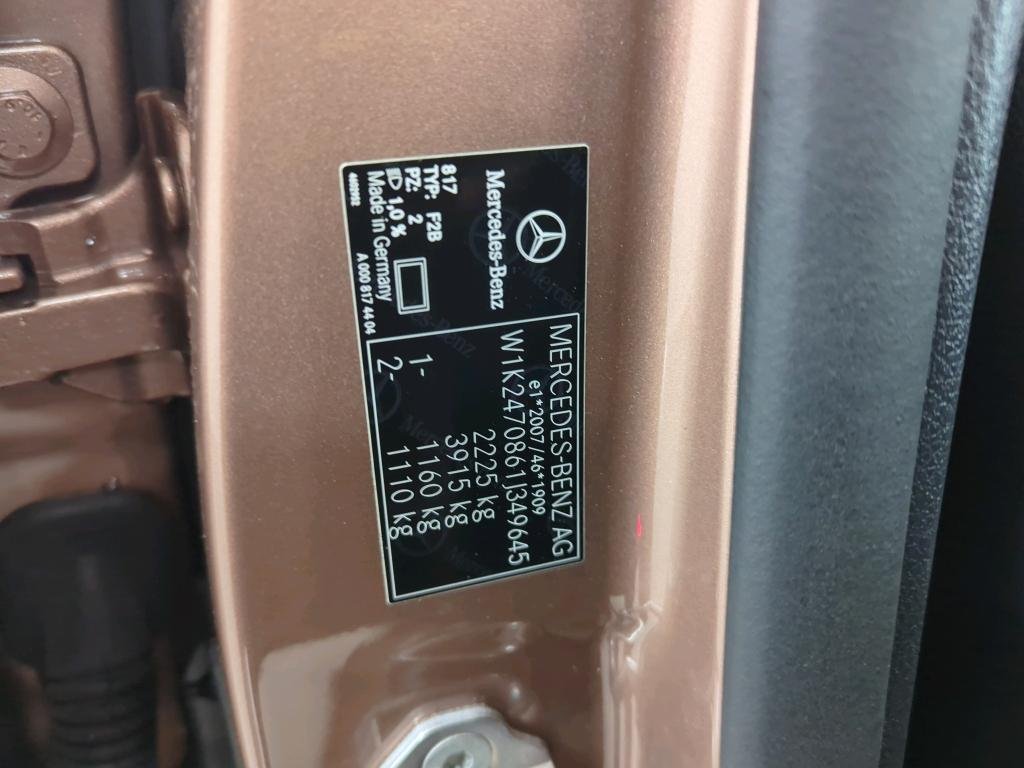 Mercedes-Benz
817
TYP: F2B
P2: 2
1,0 %
Made in Germany
A 000 817 44 04
MERCEDES-BENZ AG
e1*2007/46*1909
W1K2470861J349645
2225 kg
3915 kg
1- 1160 kg
2- 1110 kg